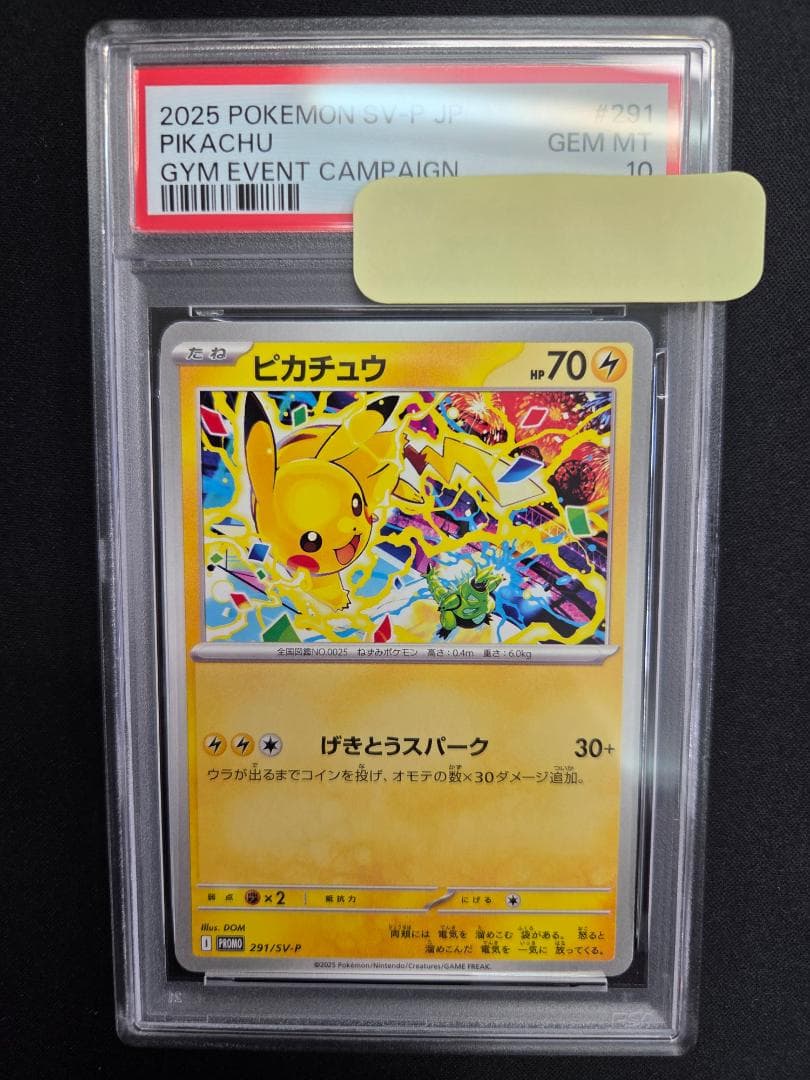 2025 POKEMON SV-P JP #291
PIKACHU GEM MT
GYM EVENT CAMPAIGN 10
たね ピカチュウ HP70
全国図鑑NO.0025 ねずみポケモン 高さ：0.4m 重さ：6.0kg
げきとうスパーク 30+
ウラが出るまでコインを投げ、オモテの数×30ダメージ追加。
弱点 ×2 抵抗力 にげる
Illus. DOM
I PROMO 291/SV-P
両頬には 電気を 溜めこむ 袋がある。 怒ると
溜めこんだ 電気を 一気に 放ってくる。
©2025 Pokémon/Nintendo/Creatures/GAME FREAK.